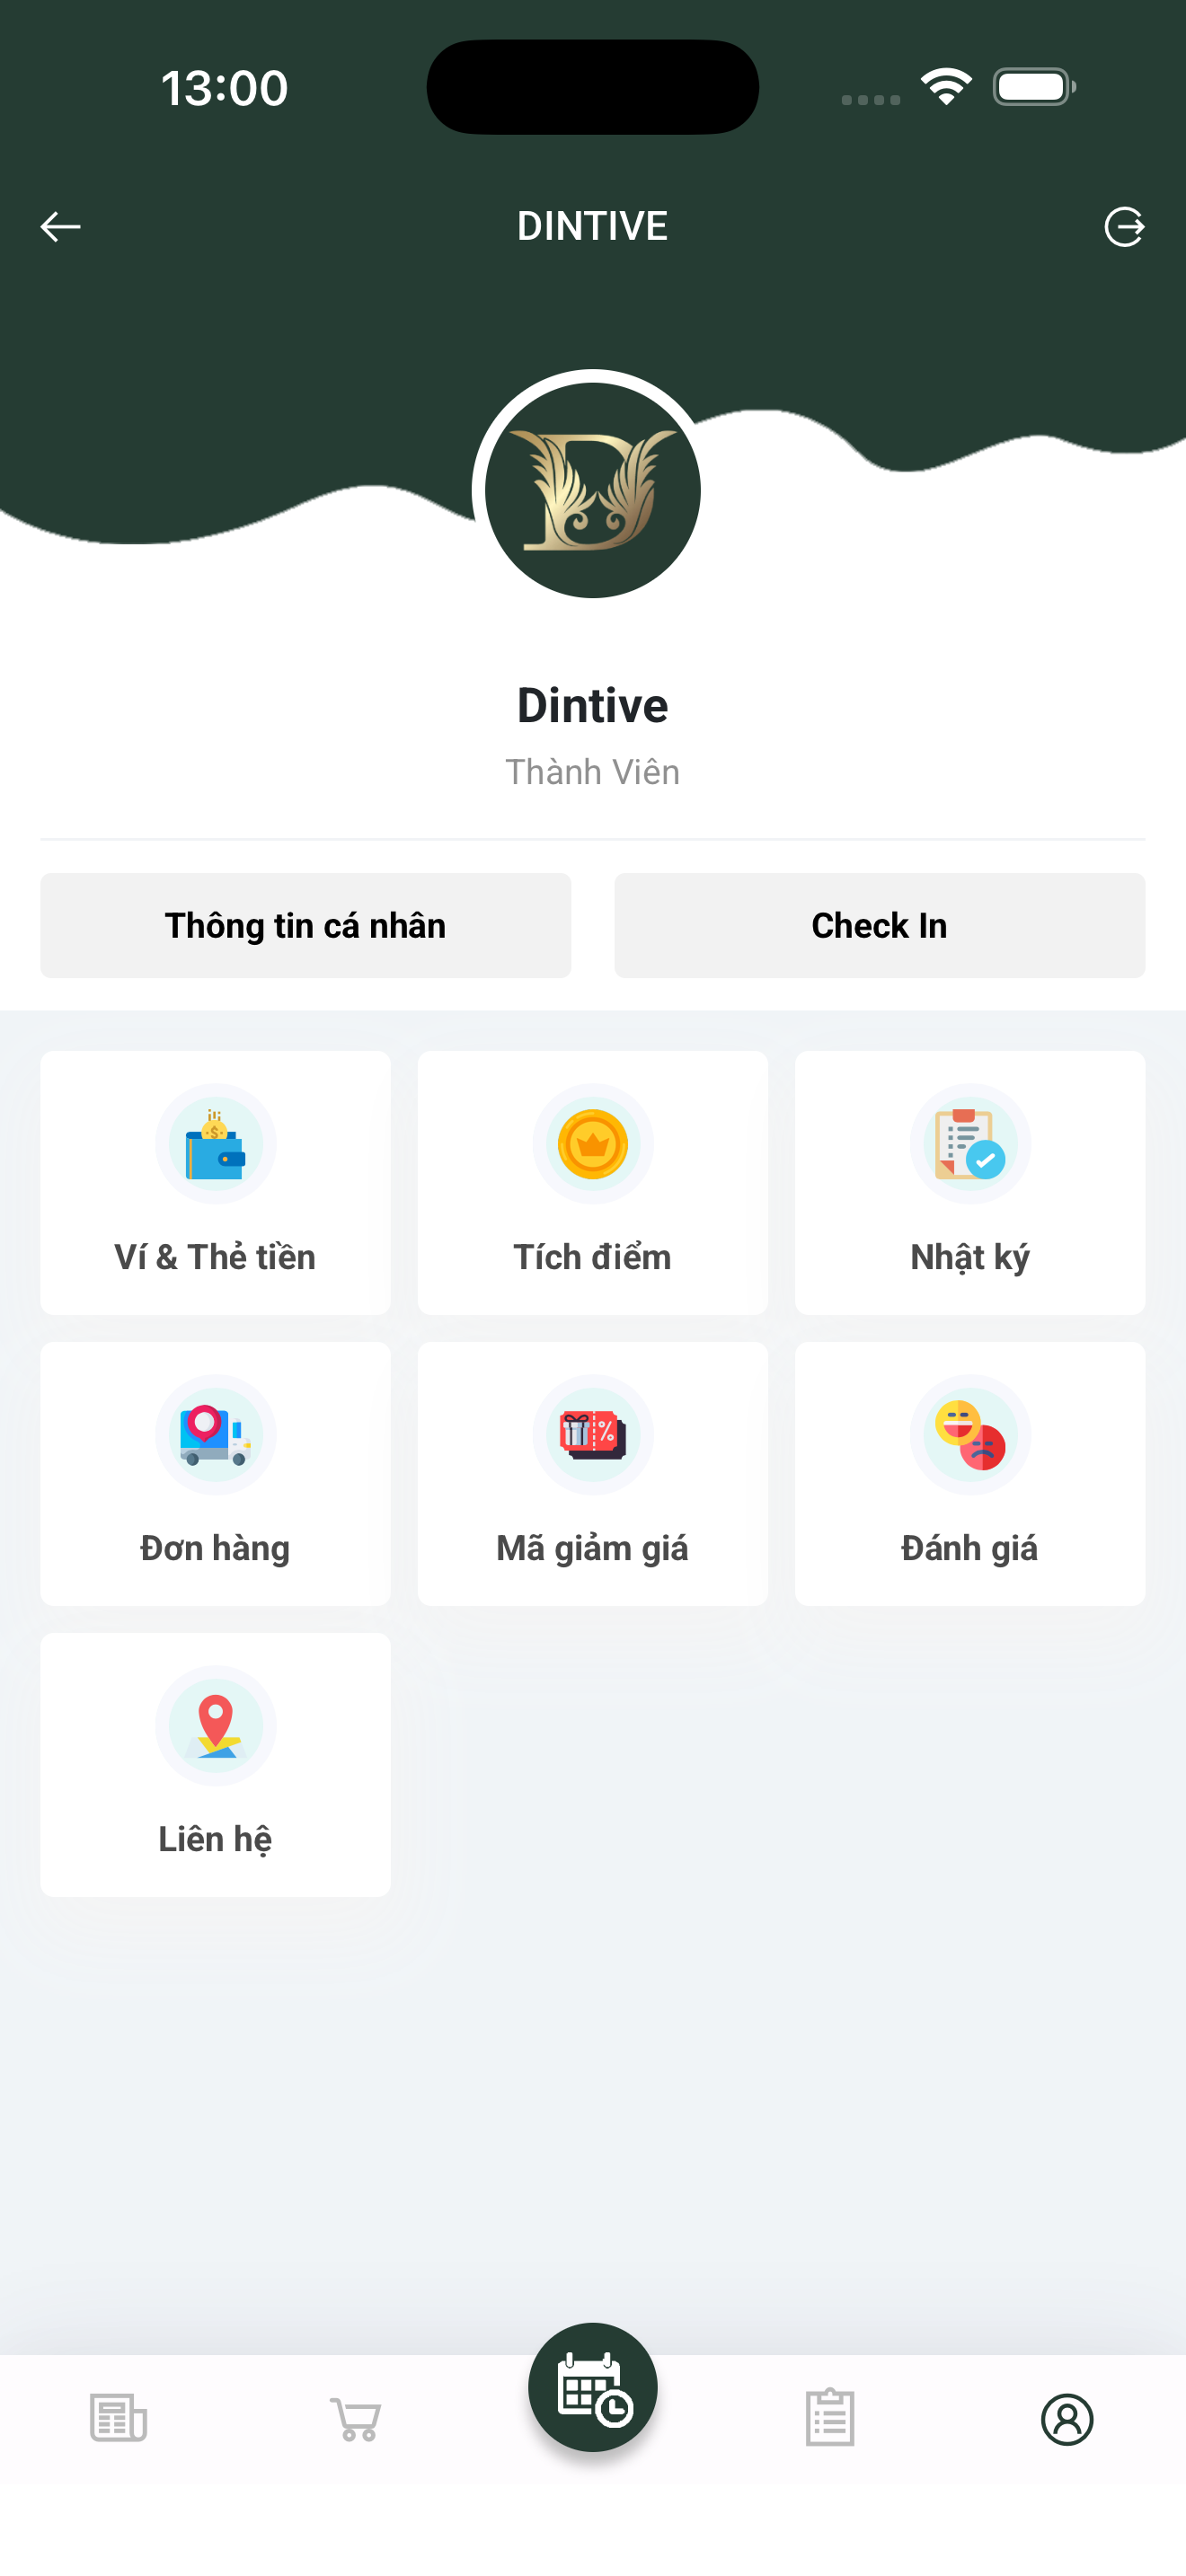 13:00
DINTIVE
D
Dintive
Thành Viên
Thông tin cá nhân
Check In
Ví & Thẻ tiền
Tích điểm
Nhật ký
Đơn hàng
Mã giảm giá
Đánh giá
Liên hệ